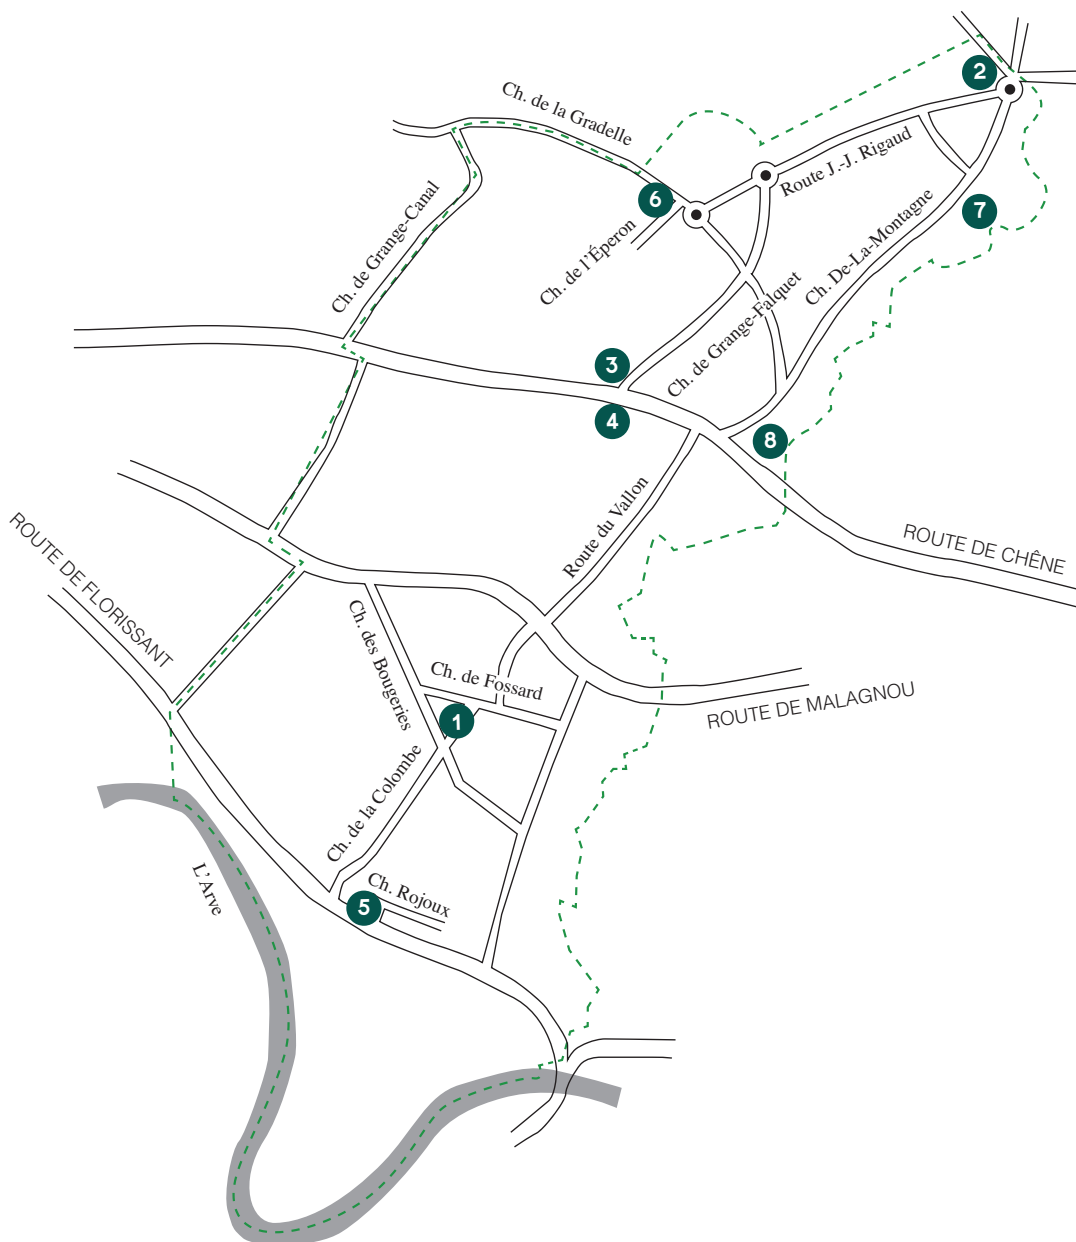 2
Ch. de la Gradelle
Route J.-J. Rigaud
6
7
Ch. de Grange-Canal
Ch. de l'Éperon
Ch. De-La-Montagne
Ch. de Grange-Falquet
3
4
8
Route du Vallon
ROUTE DE CHÊNE
ROUTE DE FLORISSANT
Ch. des Bougeries
Ch. de Fossard
ROUTE DE MALAGNOU
1
Ch. de la Colombe
L'Arve
Ch. Rojoux
5